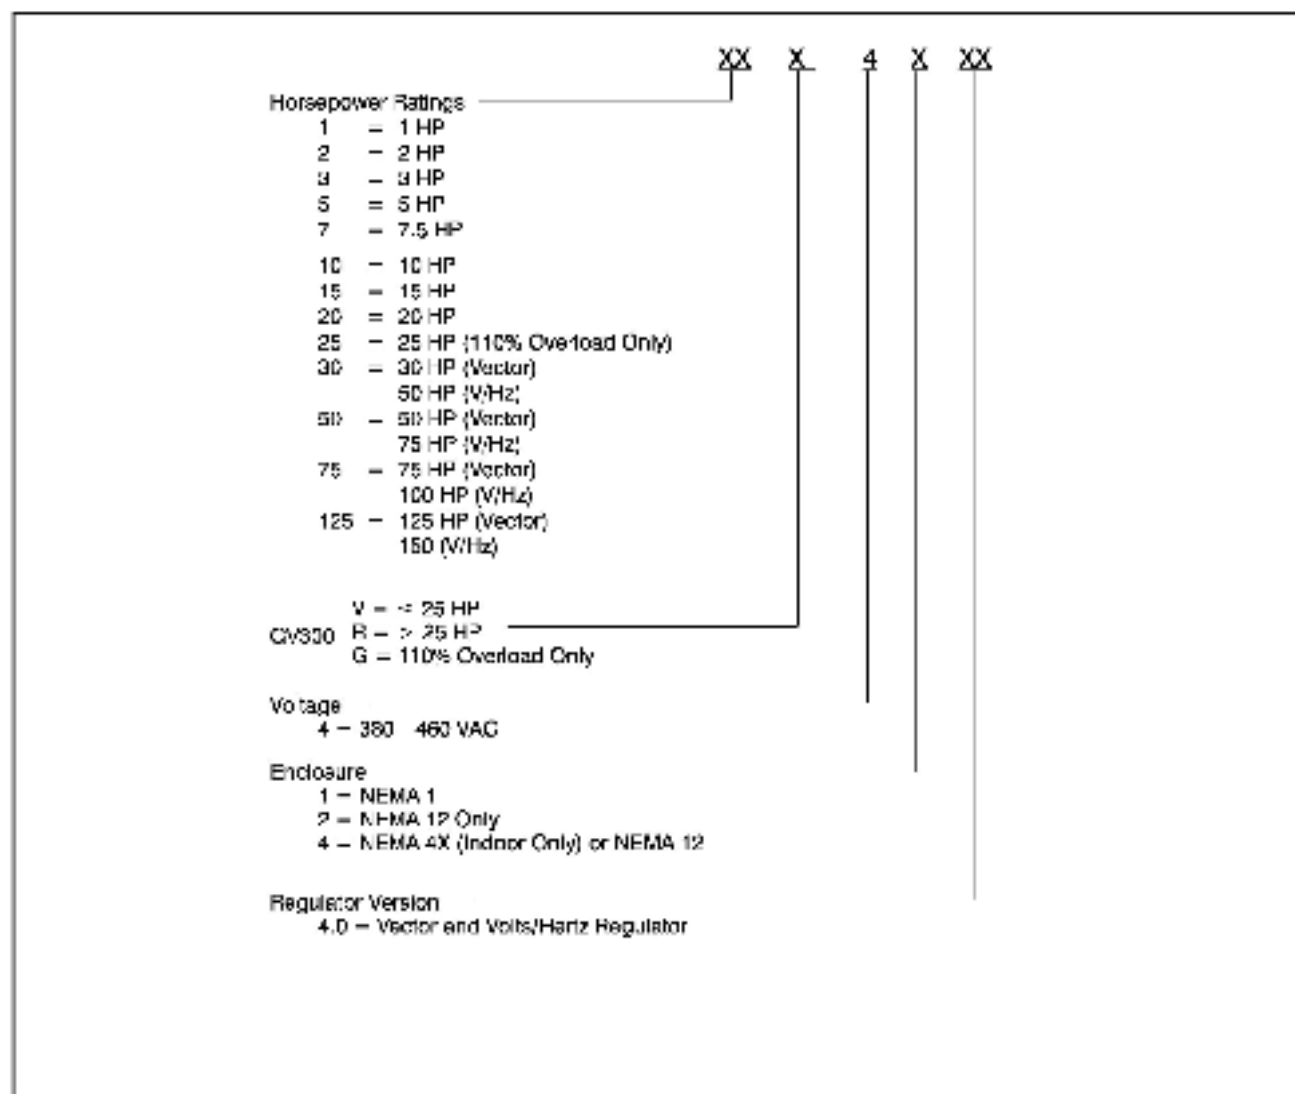 XX X 4 X XX
Horsepower Ratings
1 = 1 HP
2 = 2 HP
3 = 3 HP
5 = 5 HP
7 = 7.5 HP
10 = 10 HP
15 = 15 HP
20 = 20 HP
25 = 25 HP (110% Overload Only)
30 = 30 HP (Vector)
50 HP (V/Hz)
50 = 50 HP (Vector)
75 HP (V/Hz)
75 = 75 HP (Vector)
100 HP (V/Hz)
125 = 125 HP (Vector)
150 (V/Hz)
V = < 25 HP
R = > 25 HP
G = 110% Overload Only
Voltage
4 = 380 460 VAC
Enclosure
1 = NEMA 1
2 = NEMA 12 Only
4 = NEMA 4X (Indoor Only) or NEMA 12
Regulator Version
4.0 = Vector and Volts/Hertz Regulator